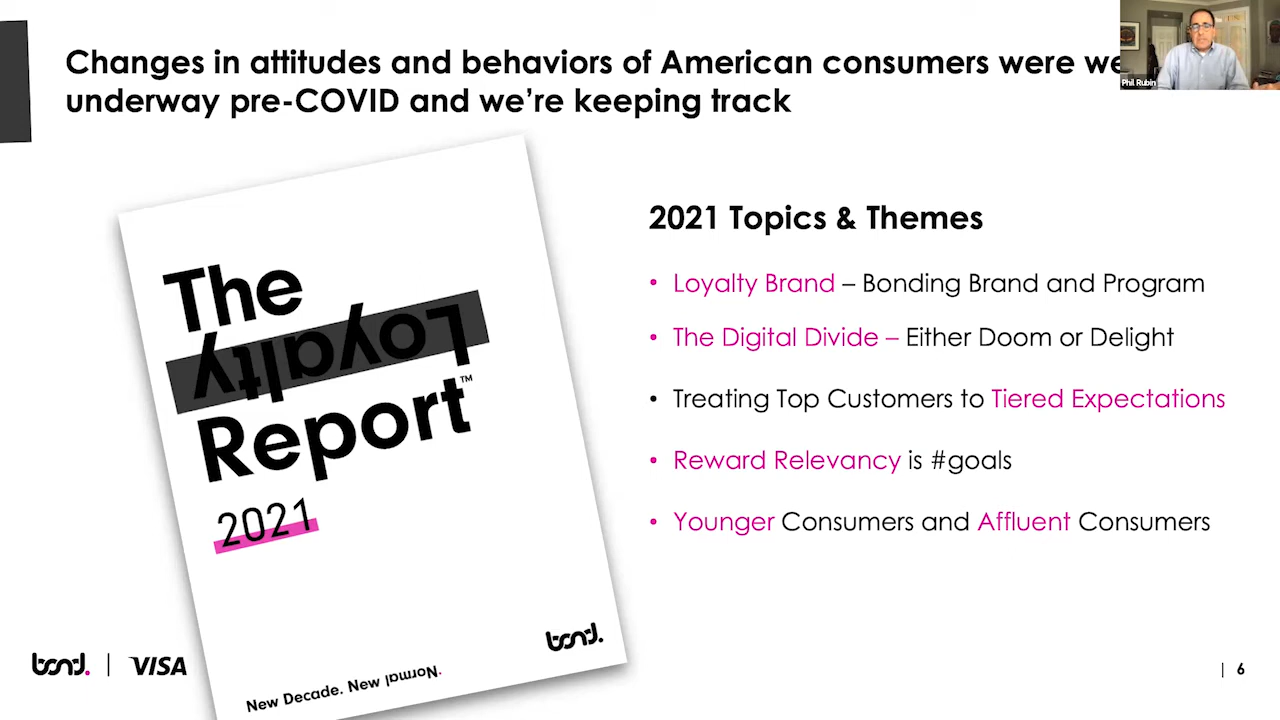 Changes in attitudes and behaviors of American consumers were we
underway pre-COVID and we're keeping track
Phil Rubin
The
Loyalty
Report™
2021
bond.
New Decade. New Normal.
2021 Topics & Themes
• Loyalty Brand – Bonding Brand and Program
• The Digital Divide – Either Doom or Delight
• Treating Top Customers to Tiered Expectations
• Reward Relevancy is #goals
• Younger Consumers and Affluent Consumers
bond. | VISA
| 6